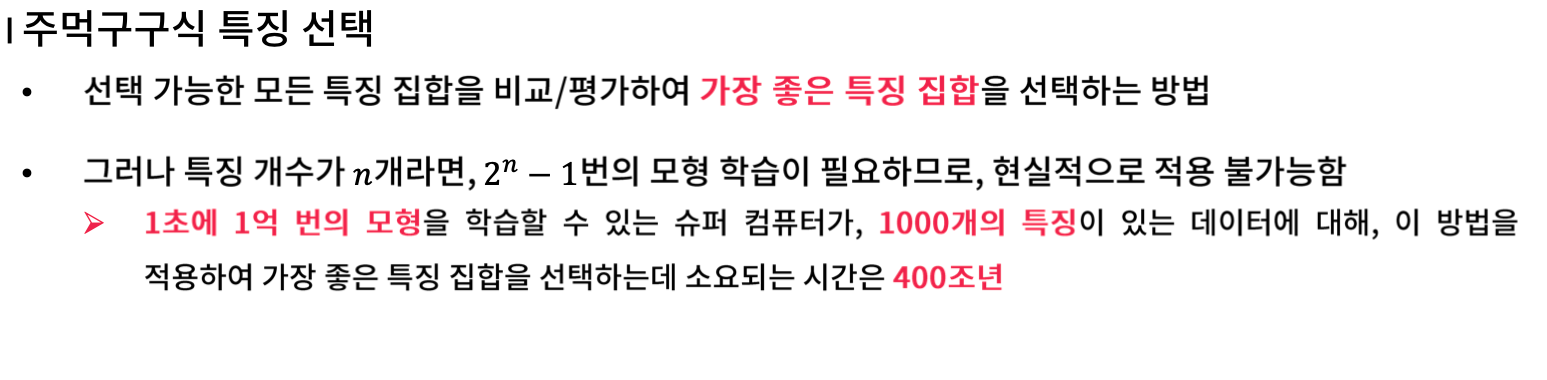 주먹구구식 특징 선택
• 선택 가능한 모든 특징 집합을 비교/평가하여 가장 좋은 특징 집합을 선택하는 방법
• 그러나 특징 개수가 n개라면, 2ⁿ − 1번의 모형 학습이 필요하므로, 현실적으로 적용 불가능함
➢ 1초에 1억 번의 모형을 학습할 수 있는 슈퍼 컴퓨터가, 1000개의 특징이 있는 데이터에 대해, 이 방법을
적용하여 가장 좋은 특징 집합을 선택하는데 소요되는 시간은 400조년